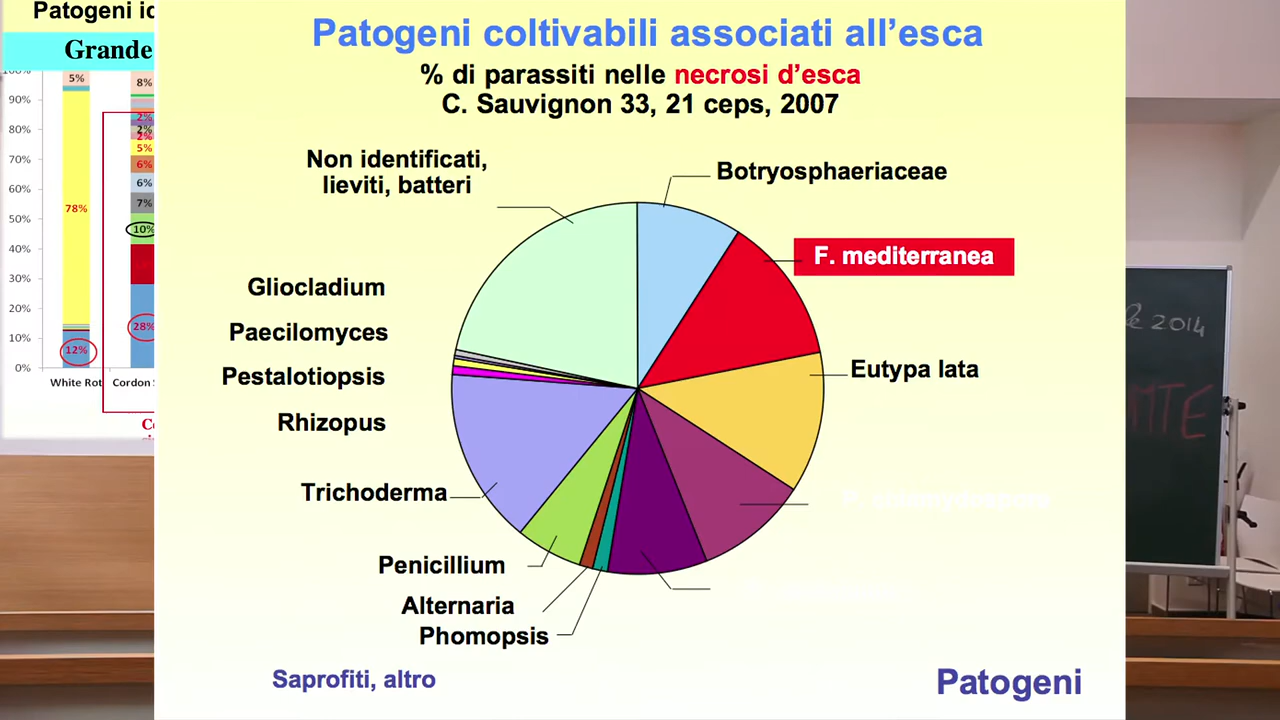 Patogeni ic
Grande
5%
8%
90%
80%
70%
60%
50%
40%
30%
20%
10%
0%
78%
12%
2%
2%
2%
5%
6%
6%
7%
10%
28%
White Rot
Cordon
Patogeni coltivabili associati all'esca
% di parassiti nelle necrosi d'esca
C. Sauvignon 33, 21 ceps, 2007
Non identificati,
lieviti, batteri
Botryosphaeriaceae
F. mediterranea
Gliocladium
Paecilomyces
Eutypa lata
Pestalotiopsis
Rhizopus
Trichoderma
Penicillium
Alternaria
Phomopsis
Saprofiti, altro
Patogeni
2014